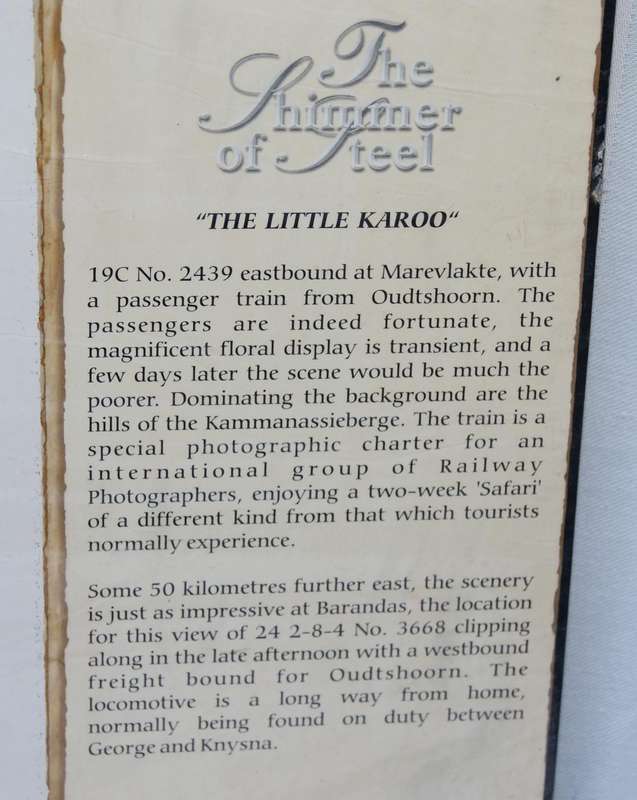 The
Shimmer
of Steel
"THE LITTLE KAROO"
19C No. 2439 eastbound at Marevlakte, with
a passenger train from Oudtshoorn. The
passengers are indeed fortunate, the
magnificent floral display is transient, and a
few days later the scene would be much the
poorer. Dominating the background are the
hills of the Kammanassieberge. The train is a
special photographic charter for an
international group of Railway
Photographers, enjoying a two-week 'Safari'
of a different kind from that which tourists
normally experience.
Some 50 kilometres further east, the scenery
is just as impressive at Barandas, the location
for this view of 24 2-8-4 No. 3668 clipping
along in the late afternoon with a westbound
freight bound for Oudtshoorn. The
locomotive is a long way from home,
normally being found on duty between
George and Knysna.